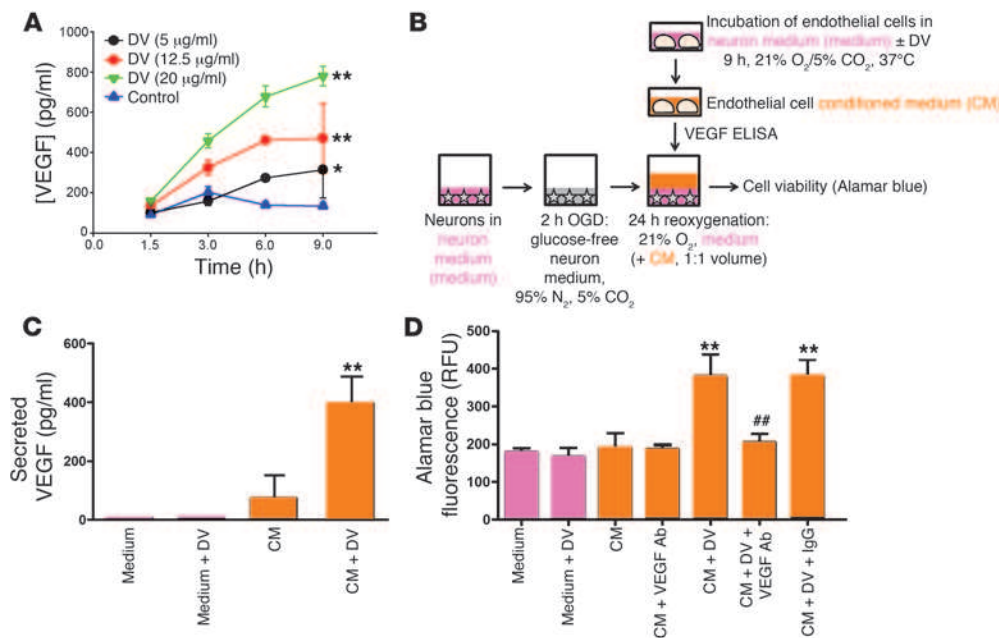 A
DV (5 μg/ml)
DV (12.5 μg/ml)
DV (20 μg/ml)
Control
[VEGF] (pg/ml)
1000
800
600
400
200
0
**
**
*
0.0 1.5 3.0 6.0 9.0
Time (h)
B
Incubation of endothelial cells in
neuron medium (medium) ± DV
9 h, 21% O2/5% CO2, 37°C
Endothelial cell conditioned medium (CM)
VEGF ELISA
Cell viability (Alamar blue)
Neurons in
neuron
medium
(medium)
2 h OGD:
glucose-free
neuron
medium,
95% N2, 5% CO2
24 h reoxygenation:
21% O2, medium
(+ CM, 1:1 volume)
C
Secreted
VEGF (pg/ml)
600
400
200
0
**
Medium
Medium + DV
CM
CM + DV
D
Alamar blue
fluorescence (RFU)
500
400
300
200
100
0
**
##
**
Medium
Medium + DV
CM
CM + VEGF Ab
CM + DV
CM + DV +
VEGF Ab
CM + DV + IgG